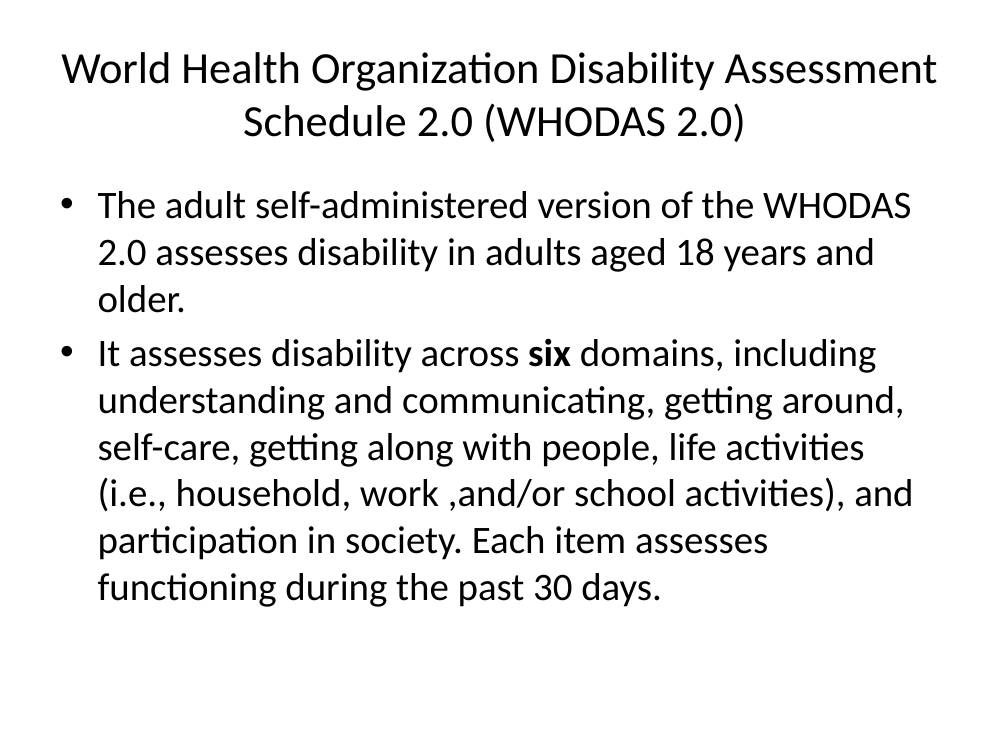 World Health Organization Disability Assessment
Schedule 2.0 (WHODAS 2.0)
• The adult self-administered version of the WHODAS
2.0 assesses disability in adults aged 18 years and
older.
• It assesses disability across six domains, including
understanding and communicating, getting around,
self-care, getting along with people, life activities
(i.e., household, work ,and/or school activities), and
participation in society. Each item assesses
functioning during the past 30 days.